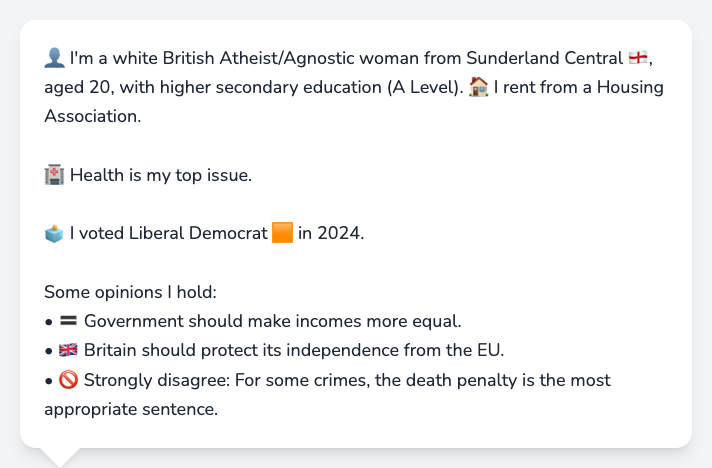 👤 I'm a white British Atheist/Agnostic woman from Sunderland Central 🏴󠁧󠁢󠁥󠁮󠁧󠁿,
aged 20, with higher secondary education (A Level). 🏠 I rent from a Housing
Association.
🏥 Health is my top issue.
🗳️ I voted Liberal Democrat 🟧 in 2024.
Some opinions I hold:
• 🟰 Government should make incomes more equal.
• 🇬🇧 Britain should protect its independence from the EU.
• 🚫 Strongly disagree: For some crimes, the death penalty is the most
appropriate sentence.